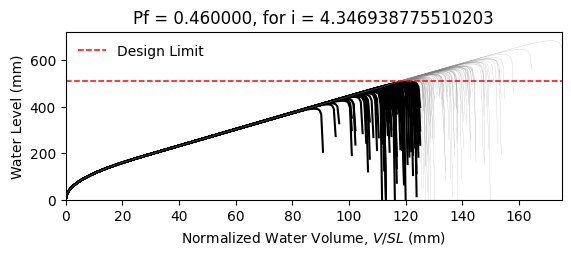 Pf = 0.460000, for i = 4.346938775510203
Design Limit
Water Level (mm)
600
400
200
0
0 20 40 60 80 100 120 140 160
Normalized Water Volume, V/SL (mm)